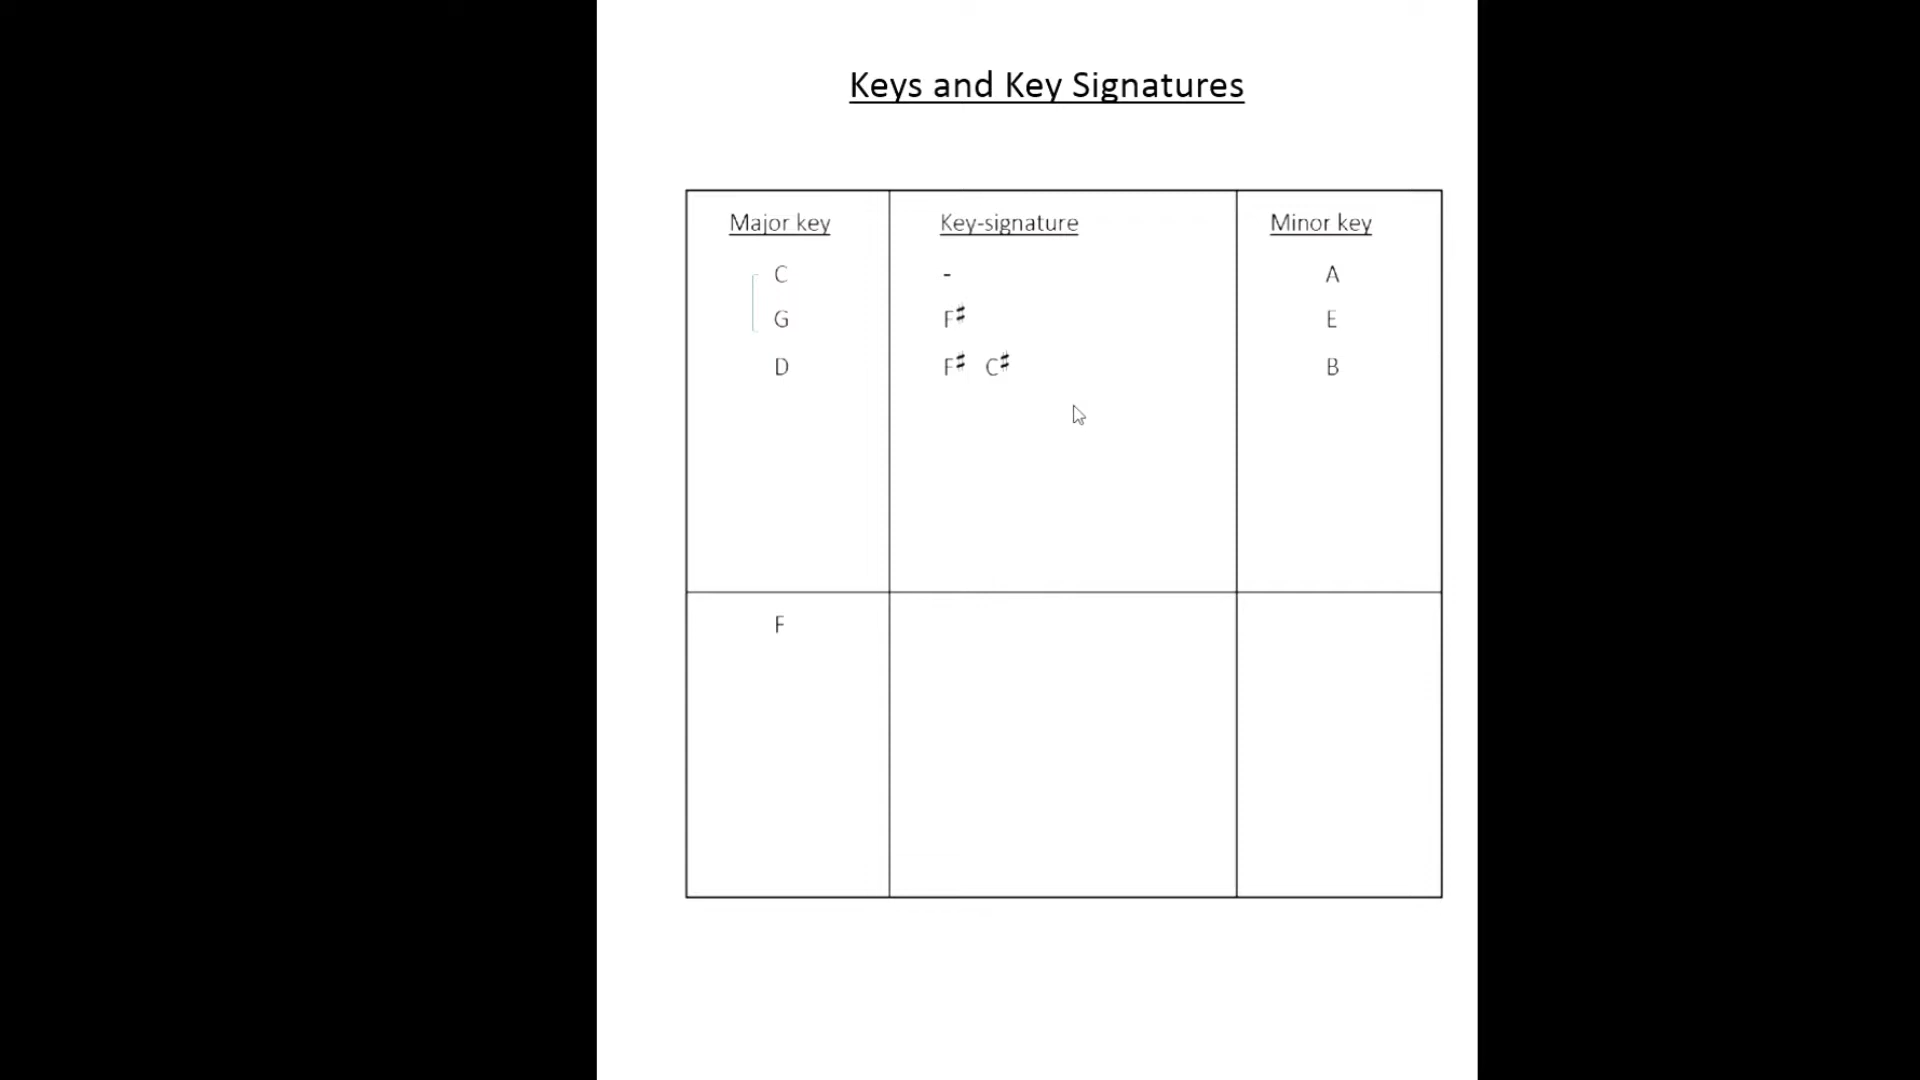 Keys and Key Signatures
Major key Key-signature Minor key
C - A
G F♯ E
D F♯ C♯ B
F